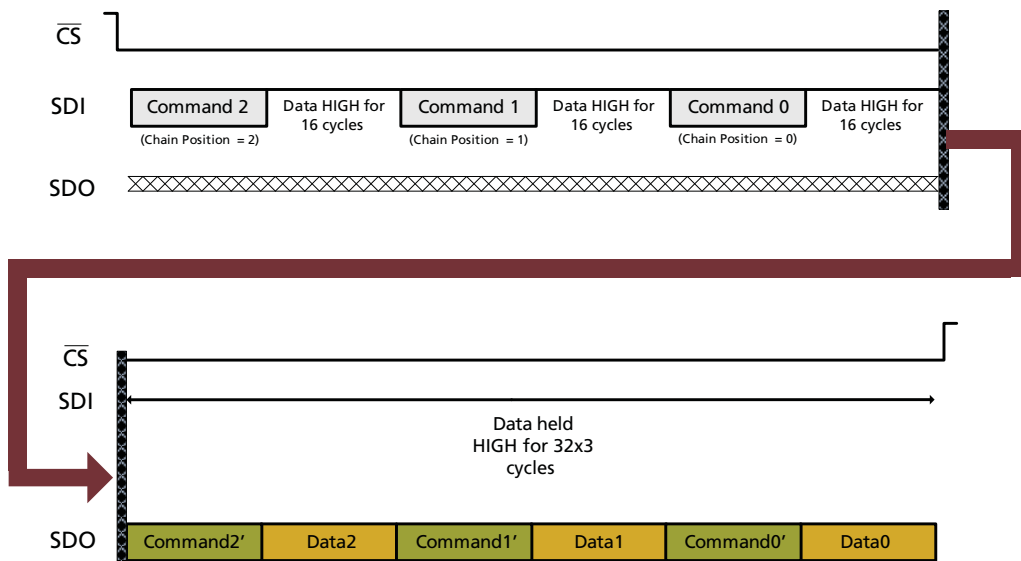 CS
SDI
Command 2
Data HIGH for
16 cycles
Command 1
Data HIGH for
16 cycles
Command 0
Data HIGH for
16 cycles
(Chain Position = 2)
(Chain Position = 1)
(Chain Position = 0)
SDO
CS
SDI
Data held
HIGH for 32x3
cycles
SDO
Command2’
Data2
Command1’
Data1
Command0’
Data0